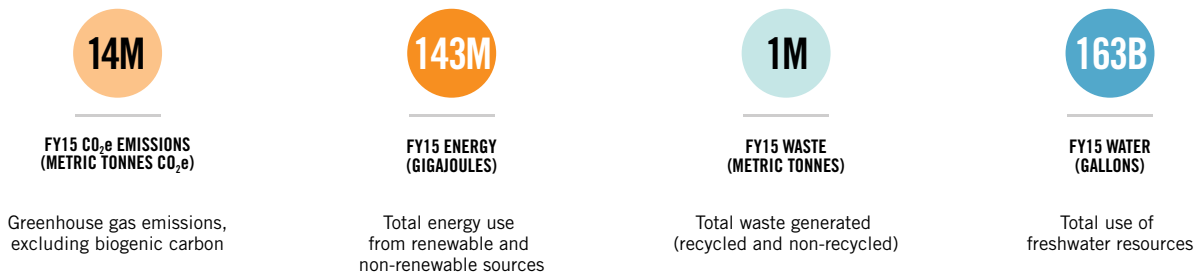 14M
FY15 CO₂e EMISSIONS
(METRIC TONNES CO₂e)
Greenhouse gas emissions,
excluding biogenic carbon
143M
FY15 ENERGY
(GIGAJOULES)
Total energy use
from renewable and
non-renewable sources
1M
FY15 WASTE
(METRIC TONNES)
Total waste generated
(recycled and non-recycled)
163B
FY15 WATER
(GALLONS)
Total use of
freshwater resources